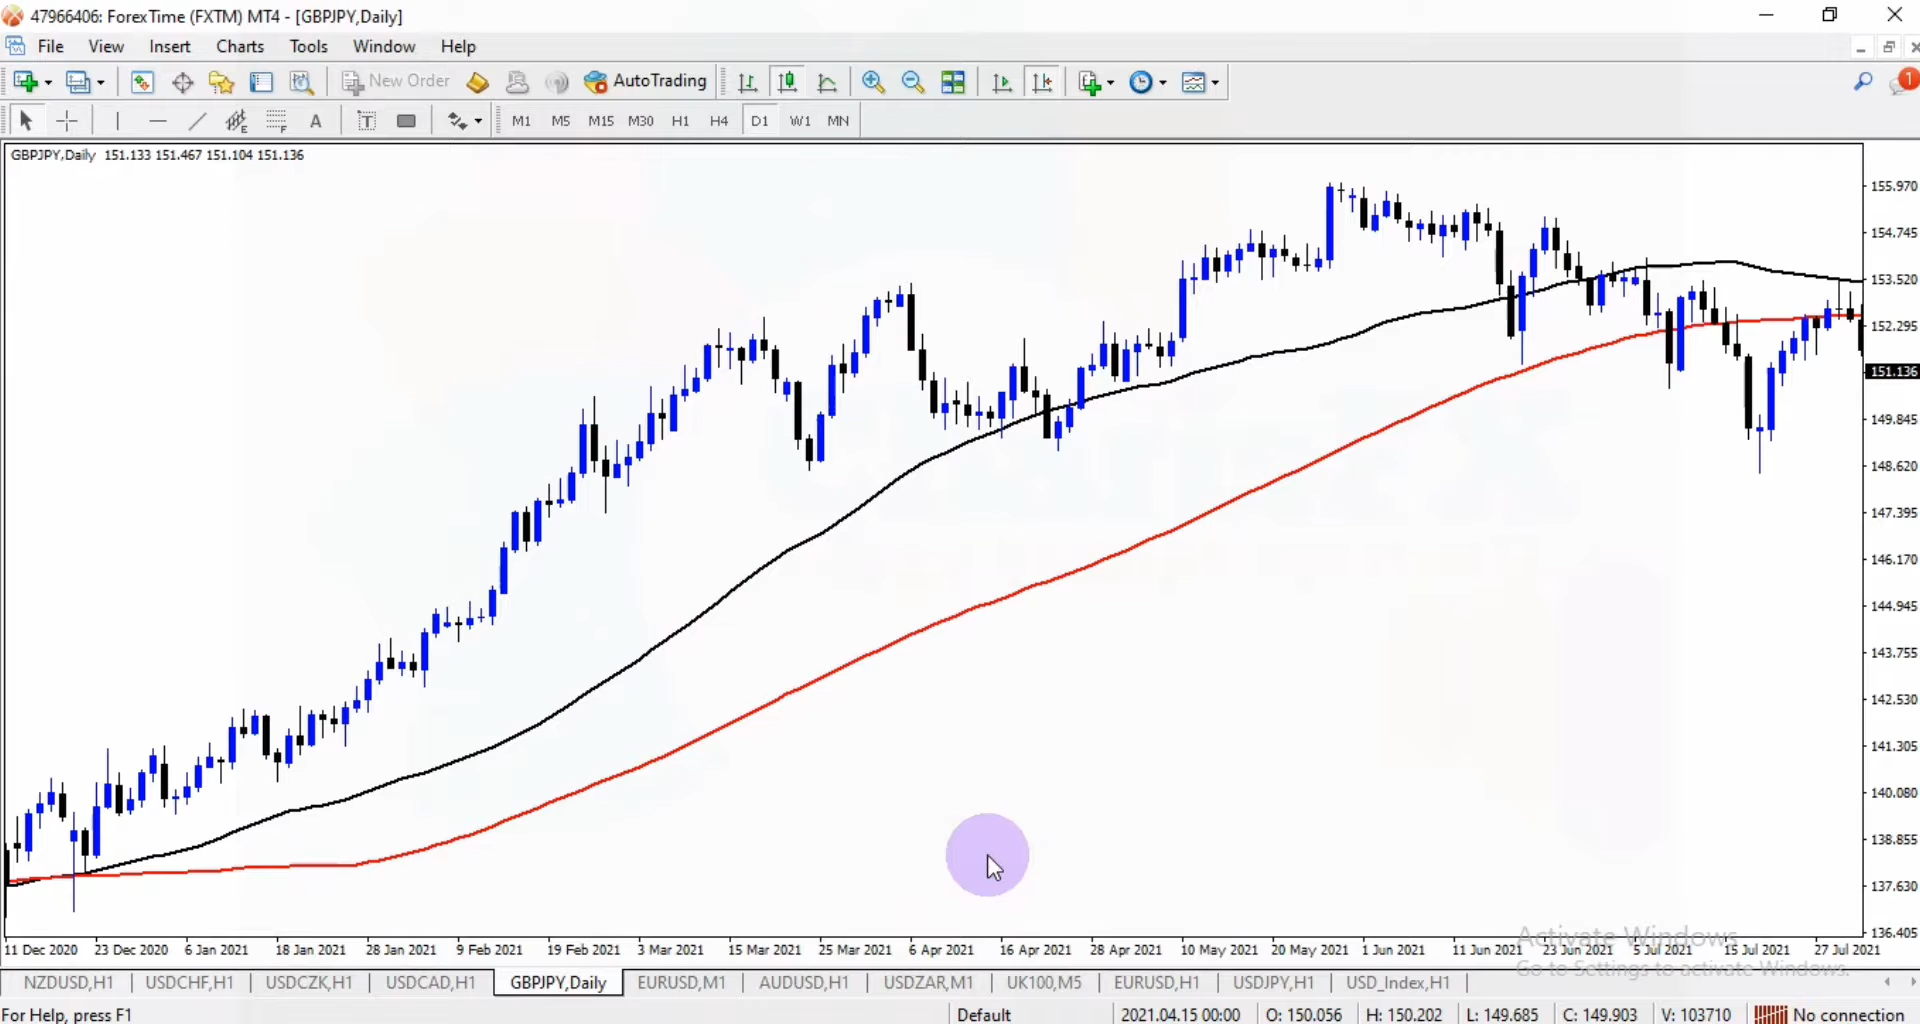 47966406: ForexTime (FXTM) MT4 - [GBPJPY,Daily]
File View Insert Charts Tools Window Help
New Order AutoTrading 1
E F A T M1 M5 M15 M30 H1 H4 D1 W1 MN
GBPJPY,Daily 151.133 151.467 151.104 151.136
155.970
154.745
153.520
152.295
151.136
149.845
148.620
147.395
146.170
144.945
143.755
142.530
141.305
140.080
138.855
137.630
136.405
11 Dec 2020 23 Dec 2020 6 Jan 2021 18 Jan 2021 28 Jan 2021 9 Feb 2021 19 Feb 2021 3 Mar 2021 15 Mar 2021 25 Mar 2021 6 Apr 2021 16 Apr 2021 28 Apr 2021 10 May 2021 20 May 2021 1 Jun 2021 11 Jun 2021 23 Jun 2021 5 Jul 2021 15 Jul 2021 27 Jul 2021
Activate Windows
Go to Settings to activate Windows.
NZDUSD,H1 USDCHF,H1 USDCZK,H1 USDCAD,H1 GBPJPY,Daily EURUSD,M1 AUDUSD,H1 USDZAR,M1 UK100,M5 EURUSD,H1 USDJPY,H1 USD_Index,H1
For Help, press F1 Default 2021.04.15 00:00 O: 150.056 H: 150.202 L: 149.685 C: 149.903 V: 103710 No connection